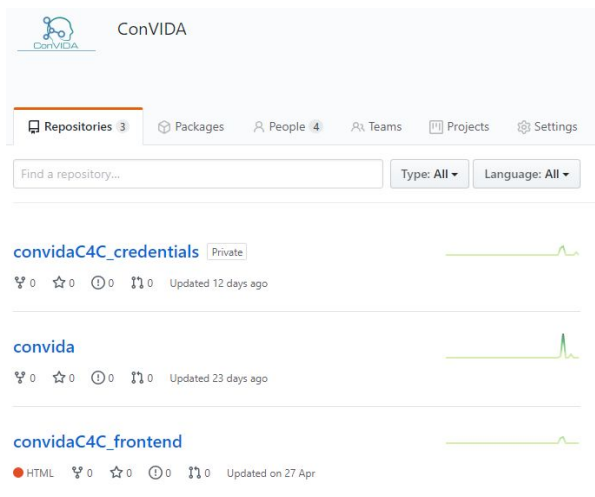 ConVIDA
ConVIDA
Repositories 3 Packages People 4 Teams Projects Settings
Find a repository... Type: All Language: All
convidaC4C_credentials Private
0 0 0 0 Updated 12 days ago
convida
0 0 0 0 Updated 23 days ago
convidaC4C_frontend
HTML 0 0 0 0 Updated on 27 Apr